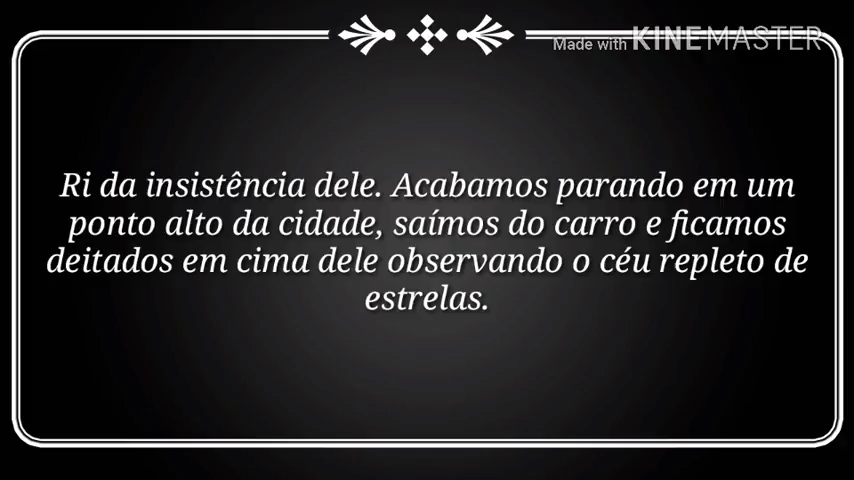 Made with KINEMASTER
Ri da insistência dele. Acabamos parando em um
ponto alto da cidade, saímos do carro e ficamos
deitados em cima dele observando o céu repleto de
estrelas.